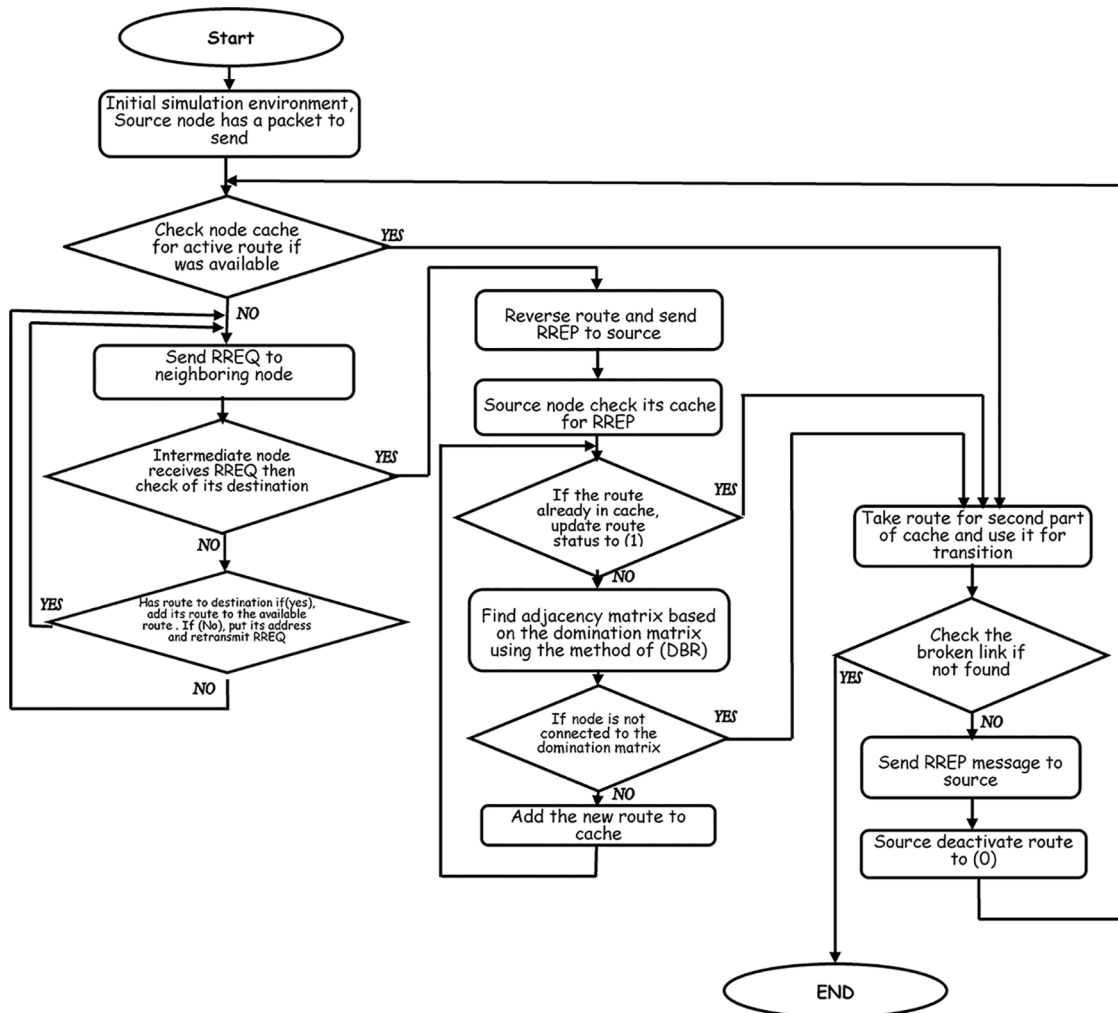 Start
Initial simulation environment,
Source node has a packet to
send
Check node cache
for active route if
was available
YES
NO
Send RREQ to
neighboring node
Intermediate node
receives RREQ then
check of its destination
YES
NO
Has route to destination if(yes),
add its route to the available
route . If (No), put its address
and retransmit RREQ
YES
NO
Reverse route and send
RREP to source
Source node check its cache
for RREP
If the route
already in cache,
update route
status to (1)
YES
NO
Find adjacency matrix based
on the domination matrix
using the method of (DBR)
If node is not
connected to the
domination matrix
YES
NO
Add the new route to
cache
Take route for second part
of cache and use it for
transition
Check the
broken link if
not found
YES
NO
Send RREP message to
source
Source deactivate route
to (0)
END